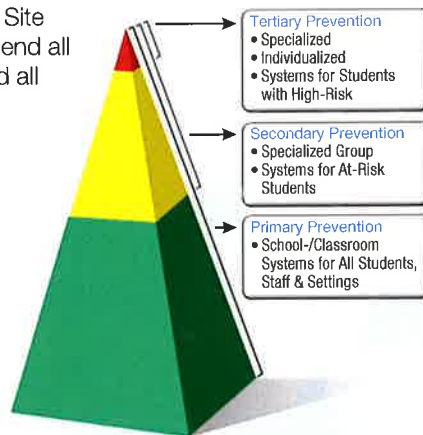 Site
end all
d all
Tertiary Prevention
• Specialized
• Individualized
• Systems for Students
with High-Risk
Secondary Prevention
• Specialized Group
• Systems for At-Risk
Students
Primary Prevention
• School-/Classroom
Systems for All Students,
Staff & Settings